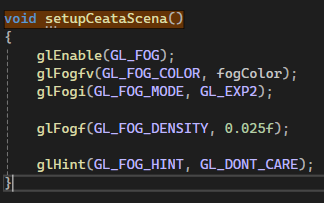 void setupCeataScena()
{
glEnable(GL_FOG);
glFogfv(GL_FOG_COLOR, fogColor);
glFogi(GL_FOG_MODE, GL_EXP2);
glFogf(GL_FOG_DENSITY, 0.025f);
glHint(GL_FOG_HINT, GL_DONT_CARE);
}